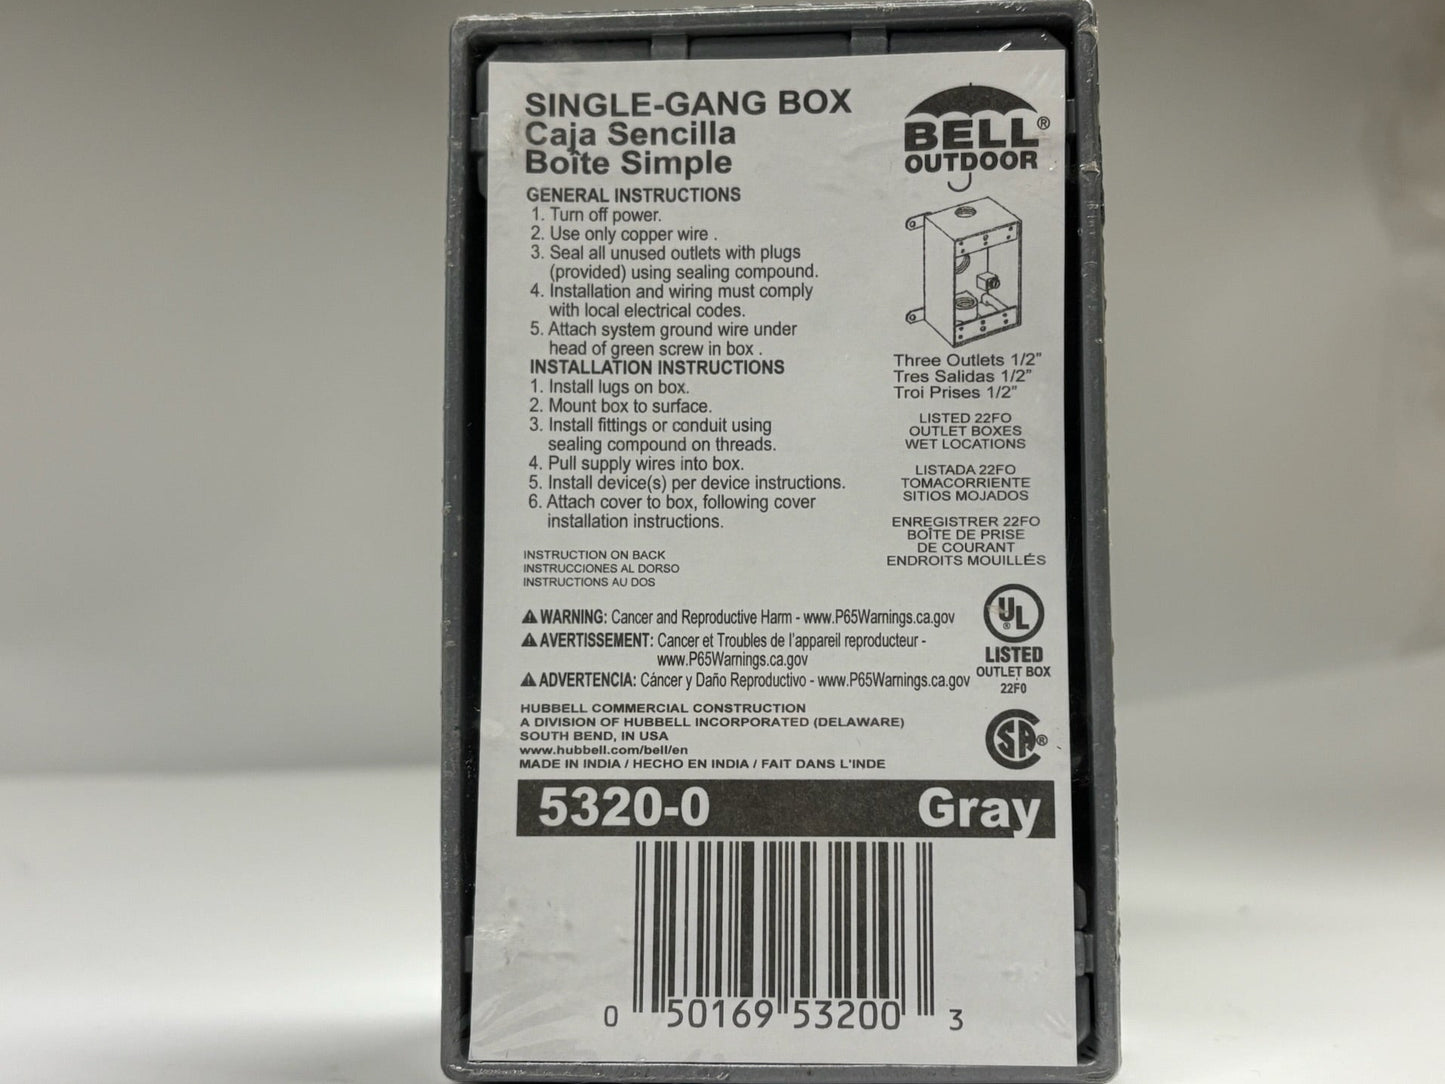 SINGLE-GANG BOX
Caja Sencilla
Boîte Simple
BELL®
OUTDOOR
GENERAL INSTRUCTIONS
1. Turn off power.
2. Use only copper wire .
3. Seal all unused outlets with plugs
(provided) using sealing compound.
4. Installation and wiring must comply
with local electrical codes.
5. Attach system ground wire under
head of green screw in box .
INSTALLATION INSTRUCTIONS
1. Install lugs on box.
2. Mount box to surface.
3. Install fittings or conduit using
sealing compound on threads.
4. Pull supply wires into box.
5. Install device(s) per device instructions.
6. Attach cover to box, following cover
installation instructions.
Three Outlets 1/2"
Tres Salidas 1/2"
Troi Prises 1/2"
LISTED 22FO
OUTLET BOXES
WET LOCATIONS
LISTADA 22FO
TOMACORRIENTE
SITIOS MOJADOS
ENREGISTRER 22FO
BOÎTE DE PRISE
DE COURANT
ENDROITS MOUILLÉS
INSTRUCTION ON BACK
INSTRUCCIONES AL DORSO
INSTRUCTIONS AU DOS
⚠ WARNING: Cancer and Reproductive Harm - www.P65Warnings.ca.gov
⚠ AVERTISSEMENT: Cancer et Troubles de l'appareil reproducteur -
www.P65Warnings.ca.gov
⚠ ADVERTENCIA: Cáncer y Daño Reproductivo - www.P65Warnings.ca.gov
UL®
LISTED
OUTLET BOX
22F0
HUBBELL COMMERCIAL CONSTRUCTION
A DIVISION OF HUBBELL INCORPORATED (DELAWARE)
SOUTH BEND, IN USA
www.hubbell.com/bell/en
MADE IN INDIA / HECHO EN INDIA / FAIT DANS L'INDE
SA®
5320-0 Gray
0 50169 53200 3